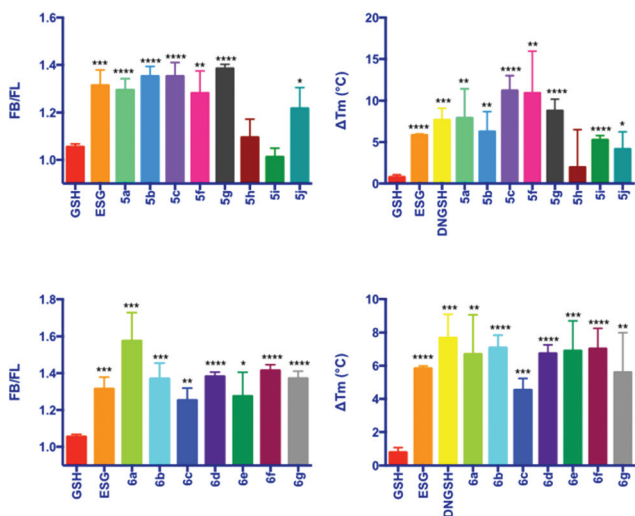 FB/FL
1.6
1.4
1.2
1.0
***
****
****
****
**
****
*
GSH
ESG
5a
5b
5c
5f
5g
5h
5i
5j
ΔTm (°C)
20
15
10
5
0
****
***
**
**
****
**
****
****
*
GSH
ESG
DNGSH
5a
5b
5c
5f
5g
5h
5i
5j
FB/FL
1.8
1.6
1.4
1.2
1.0
***
***
***
**
****
*
****
****
GSH
ESG
6a
6b
6c
6d
6e
6f
6g
ΔTm (°C)
10
8
6
4
2
0
****
***
**
****
***
****
***
****
**
GSH
ESG
DNGSH
6a
6b
6c
6d
6e
6f
6g